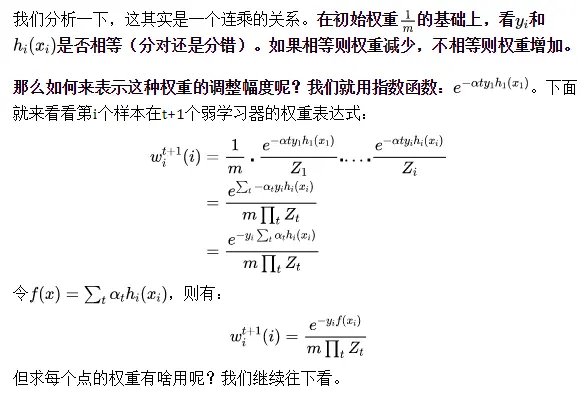 我们分析一下，这其实是一个连乘的关系。在初始权重\frac{1}{m}的基础上，看y_i和
h_i(x_i)是否相等（分对还是分错）。如果相等则权重减少，不相等则权重增加。
那么如何来表示这种权重的调整幅度呢？我们就用指数函数：e^{-\alpha t y_1 h_1(x_1)}。下面
就来看看第i个样本在t+1个弱学习器的权重表达式：
w_i^{t+1}(i) = \frac{1}{m} \cdot \frac{e^{-\alpha t y_1 h_1(x_1)}}{Z_1} \cdot \ldots \cdot \frac{e^{-\alpha t y_i h_i(x_i)}}{Z_i}
= \frac{e^{\sum_t -\alpha_t y_i h_i(x_i)}}{m \prod_t Z_t}
= \frac{e^{-y_i \sum_t \alpha_t h_i(x_i)}}{m \prod_t Z_t}
令f(x) = \sum_t \alpha_t h_i(x_i)，则有：
w_i^{t+1}(i) = \frac{e^{-y_i f(x_i)}}{m \prod_t Z_t}
但求每个点的权重有啥用呢？我们继续往下看。